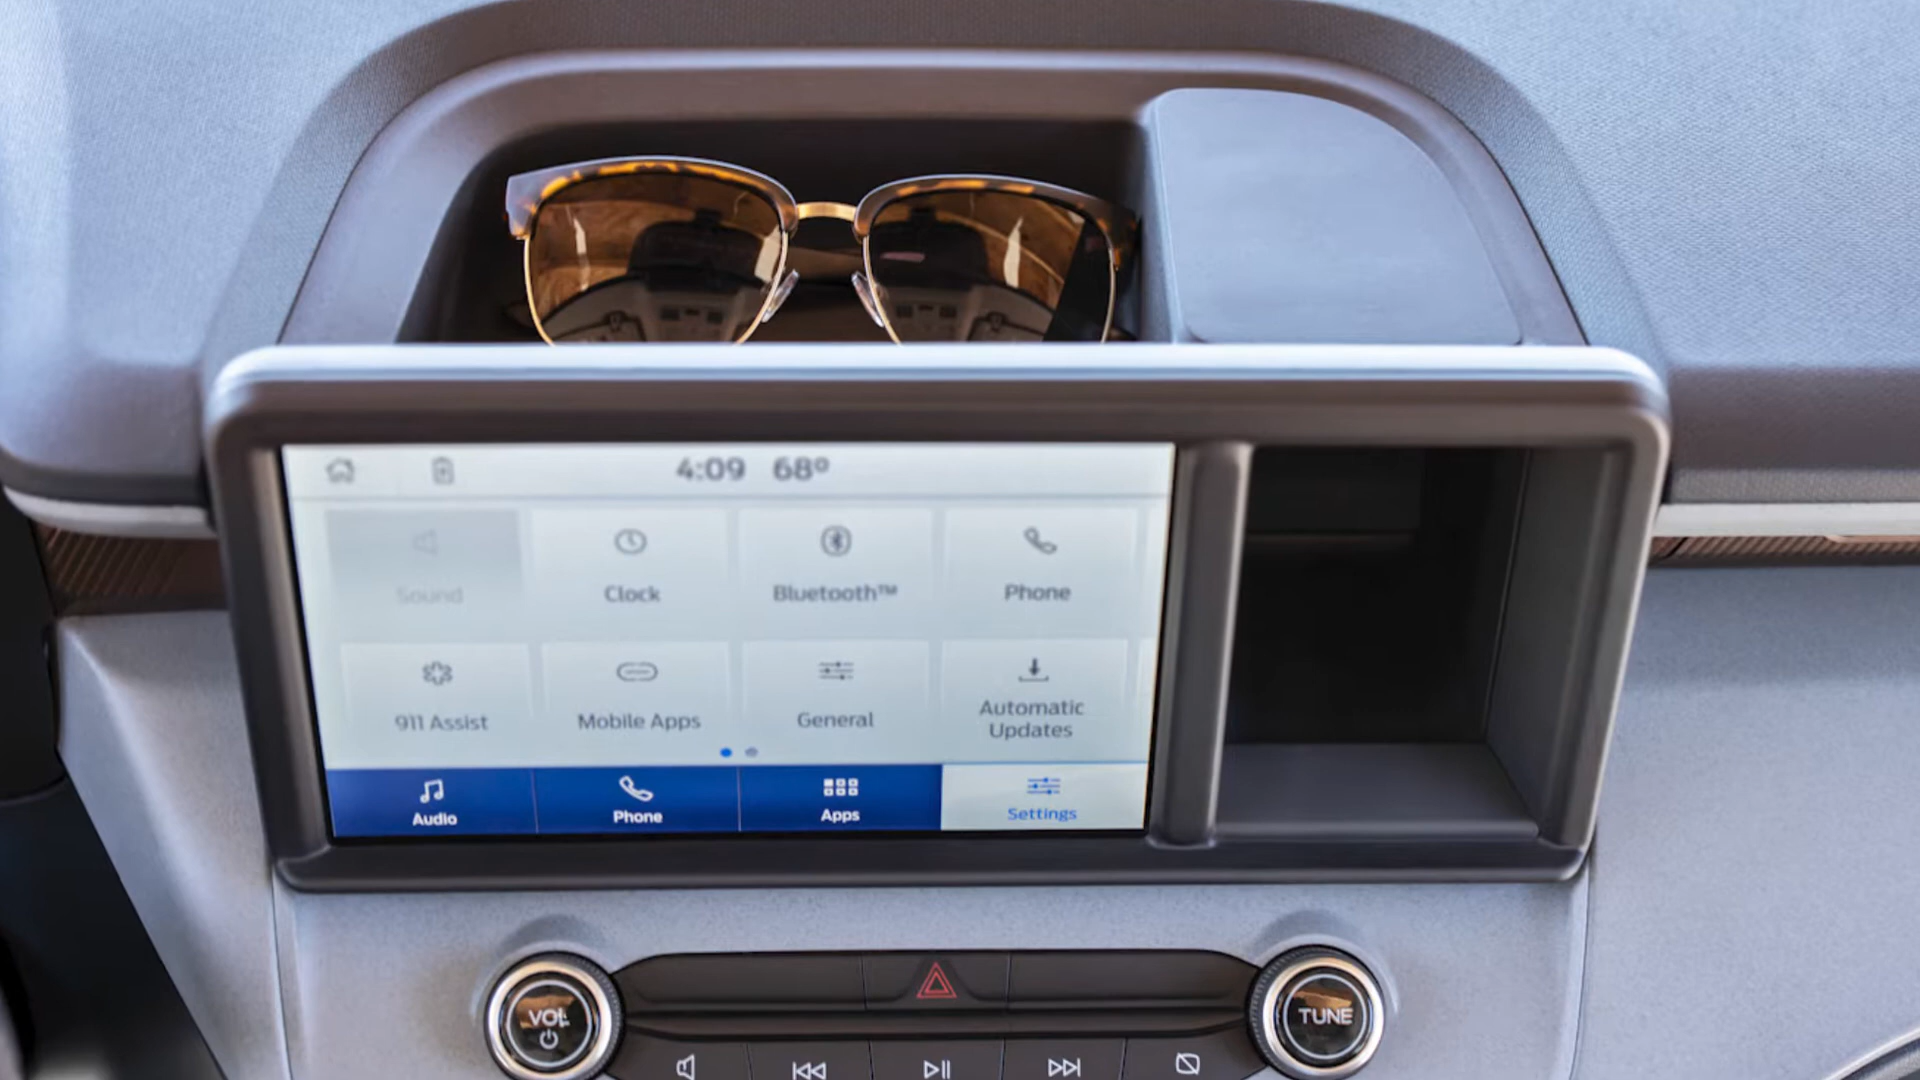 4:09 68°
Sound
Clock
Bluetooth™
Phone
911 Assist
Mobile Apps
General
Automatic
Updates
Audio
Phone
Apps
Settings
VOL
TUNE